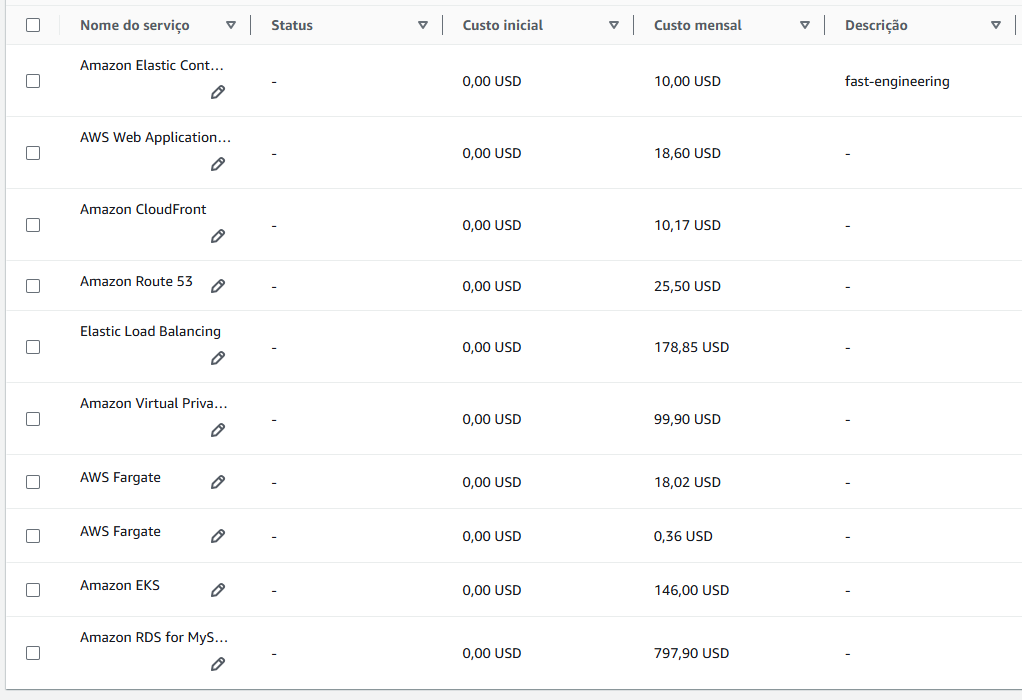 Nome do serviço Status Custo inicial Custo mensal Descrição
Amazon Elastic Cont... - 0,00 USD 10,00 USD fast-engineering
AWS Web Application... - 0,00 USD 18,60 USD -
Amazon CloudFront - 0,00 USD 10,17 USD -
Amazon Route 53 - 0,00 USD 25,50 USD -
Elastic Load Balancing - 0,00 USD 178,85 USD -
Amazon Virtual Priva... - 0,00 USD 99,90 USD -
AWS Fargate - 0,00 USD 18,02 USD -
AWS Fargate - 0,00 USD 0,36 USD -
Amazon EKS - 0,00 USD 146,00 USD -
Amazon RDS for MyS... - 0,00 USD 797,90 USD -